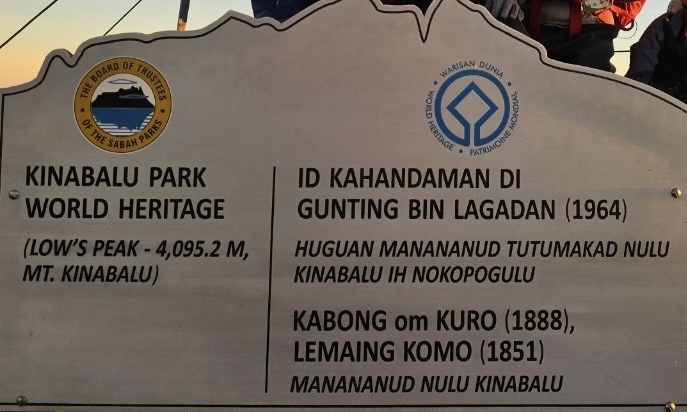 THE BOARD OF TRUSTEES
OF THE SABAH PARKS
KINABALU PARK
WORLD HERITAGE
(LOW'S PEAK - 4,095.2 M,
MT. KINABALU)
WARISAN DUNIA
WORLD HERITAGE
PATRIMOINE MONDIAL
ID KAHANDAMAN DI
GUNTING BIN LAGADAN (1964)
HUGUAN MANANANUD TUTUMAKAD NULU
KINABALU IH NOKOPOGULU
KABONG om KURO (1888),
LEMAING KOMO (1851)
MANANANUD NULU KINABALU